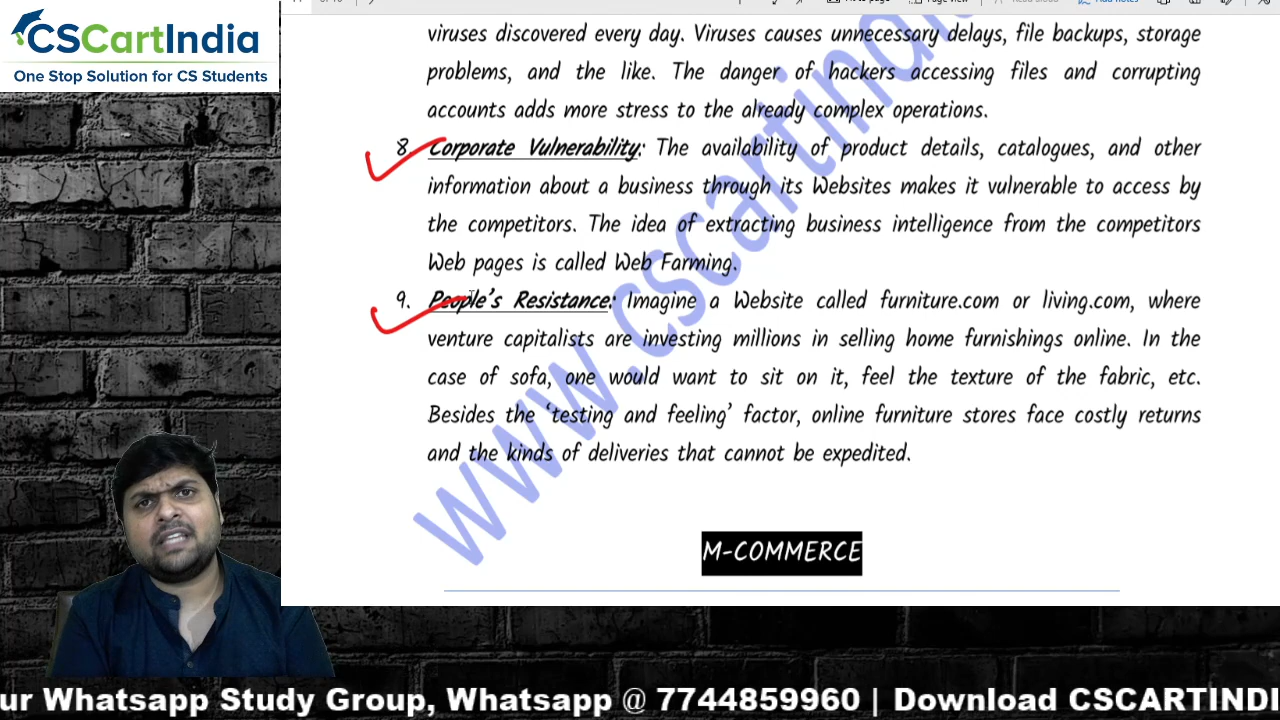 CSCartIndia
One Stop Solution for CS Students
viruses discovered every day. Viruses causes unnecessary delays, file backups, storage
problems, and the like. The danger of hackers accessing files and corrupting
accounts adds more stress to the already complex operations.
8. Corporate Vulnerability: The availability of product details, catalogues, and other
information about a business through its Websites makes it vulnerable to access by
the competitors. The idea of extracting business intelligence from the competitors
Web pages is called Web Farming.
9. People's Resistance: Imagine a Website called furniture.com or living.com, where
venture capitalists are investing millions in selling home furnishings online. In the
case of sofa, one would want to sit on it, feel the texture of the fabric, etc.
Besides the 'testing and feeling' factor, online furniture stores face costly returns
and the kinds of deliveries that cannot be expedited.
M-COMMERCE
www.cscartindia
ur Whatsapp Study Group, Whatsapp @ 7744859960 | Download CSCARTINDI